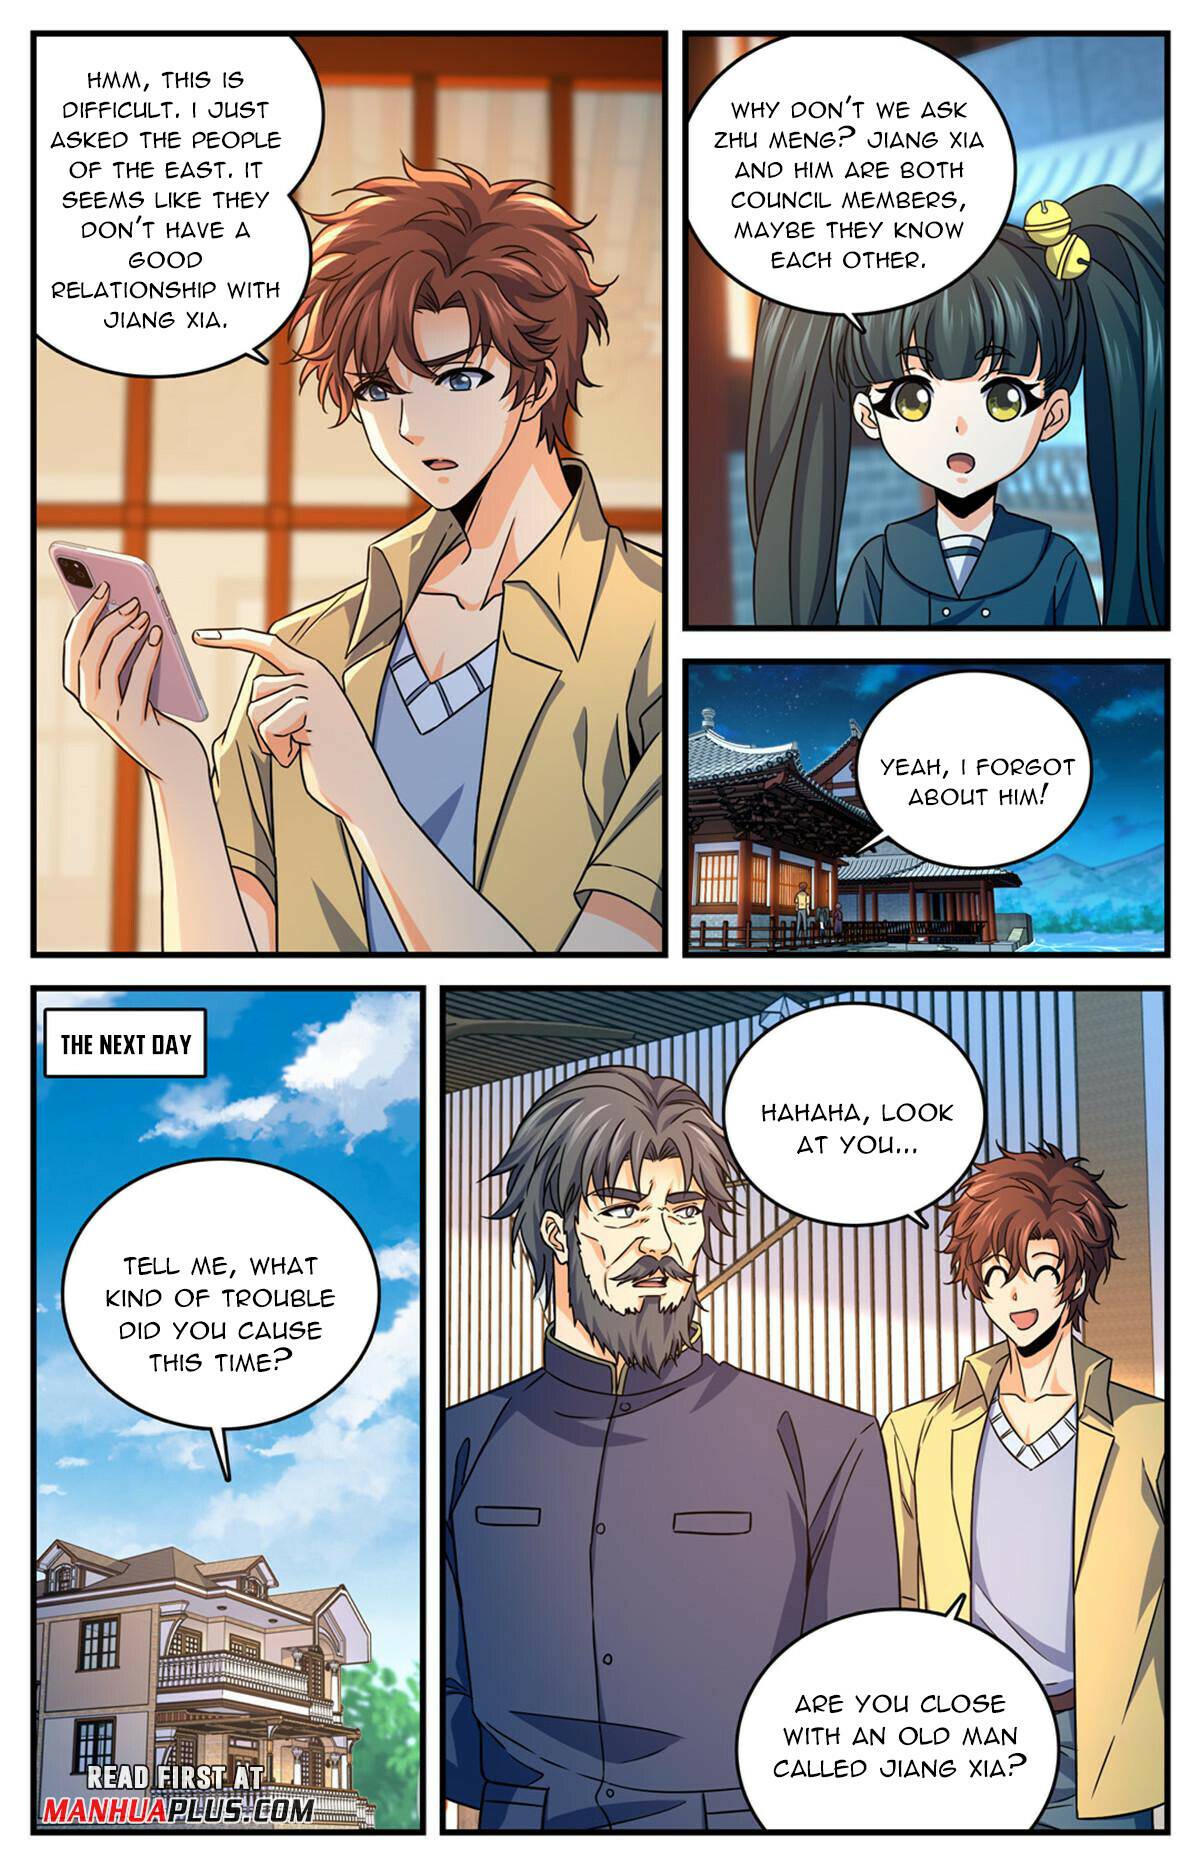 HMM, THIS IS
DIFFICULT. I JUST
ASKED THE PEOPLE
OF THE EAST. IT
SEEMS LIKE THEY
DON'T HAVE A
GOOD
RELATIONSHIP WITH
JIANG XIA.
WHY DON'T WE ASK
ZHU MENG? JIANG XIA
AND HIM ARE BOTH
COUNCIL MEMBERS,
MAYBE THEY KNOW
EACH OTHER.
YEAH, I FORGOT
ABOUT HIM!
THE NEXT DAY
TELL ME, WHAT
KIND OF TROUBLE
DID YOU CAUSE
THIS TIME?
READ FIRST AT
MANHUAPLUS.COM
HAHAHA, LOOK
AT YOU...
ARE YOU CLOSE
WITH AN OLD MAN
CALLED JIANG XIA?